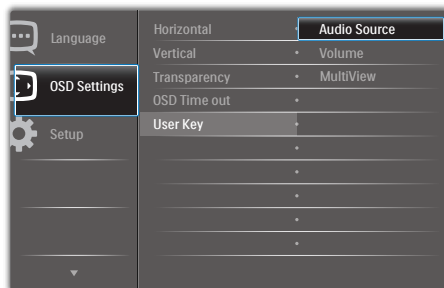 Language
OSD Settings
Setup
Horizontal
Vertical
Transparency
OSD Time out
User Key
Audio Source
Volume
MultiView